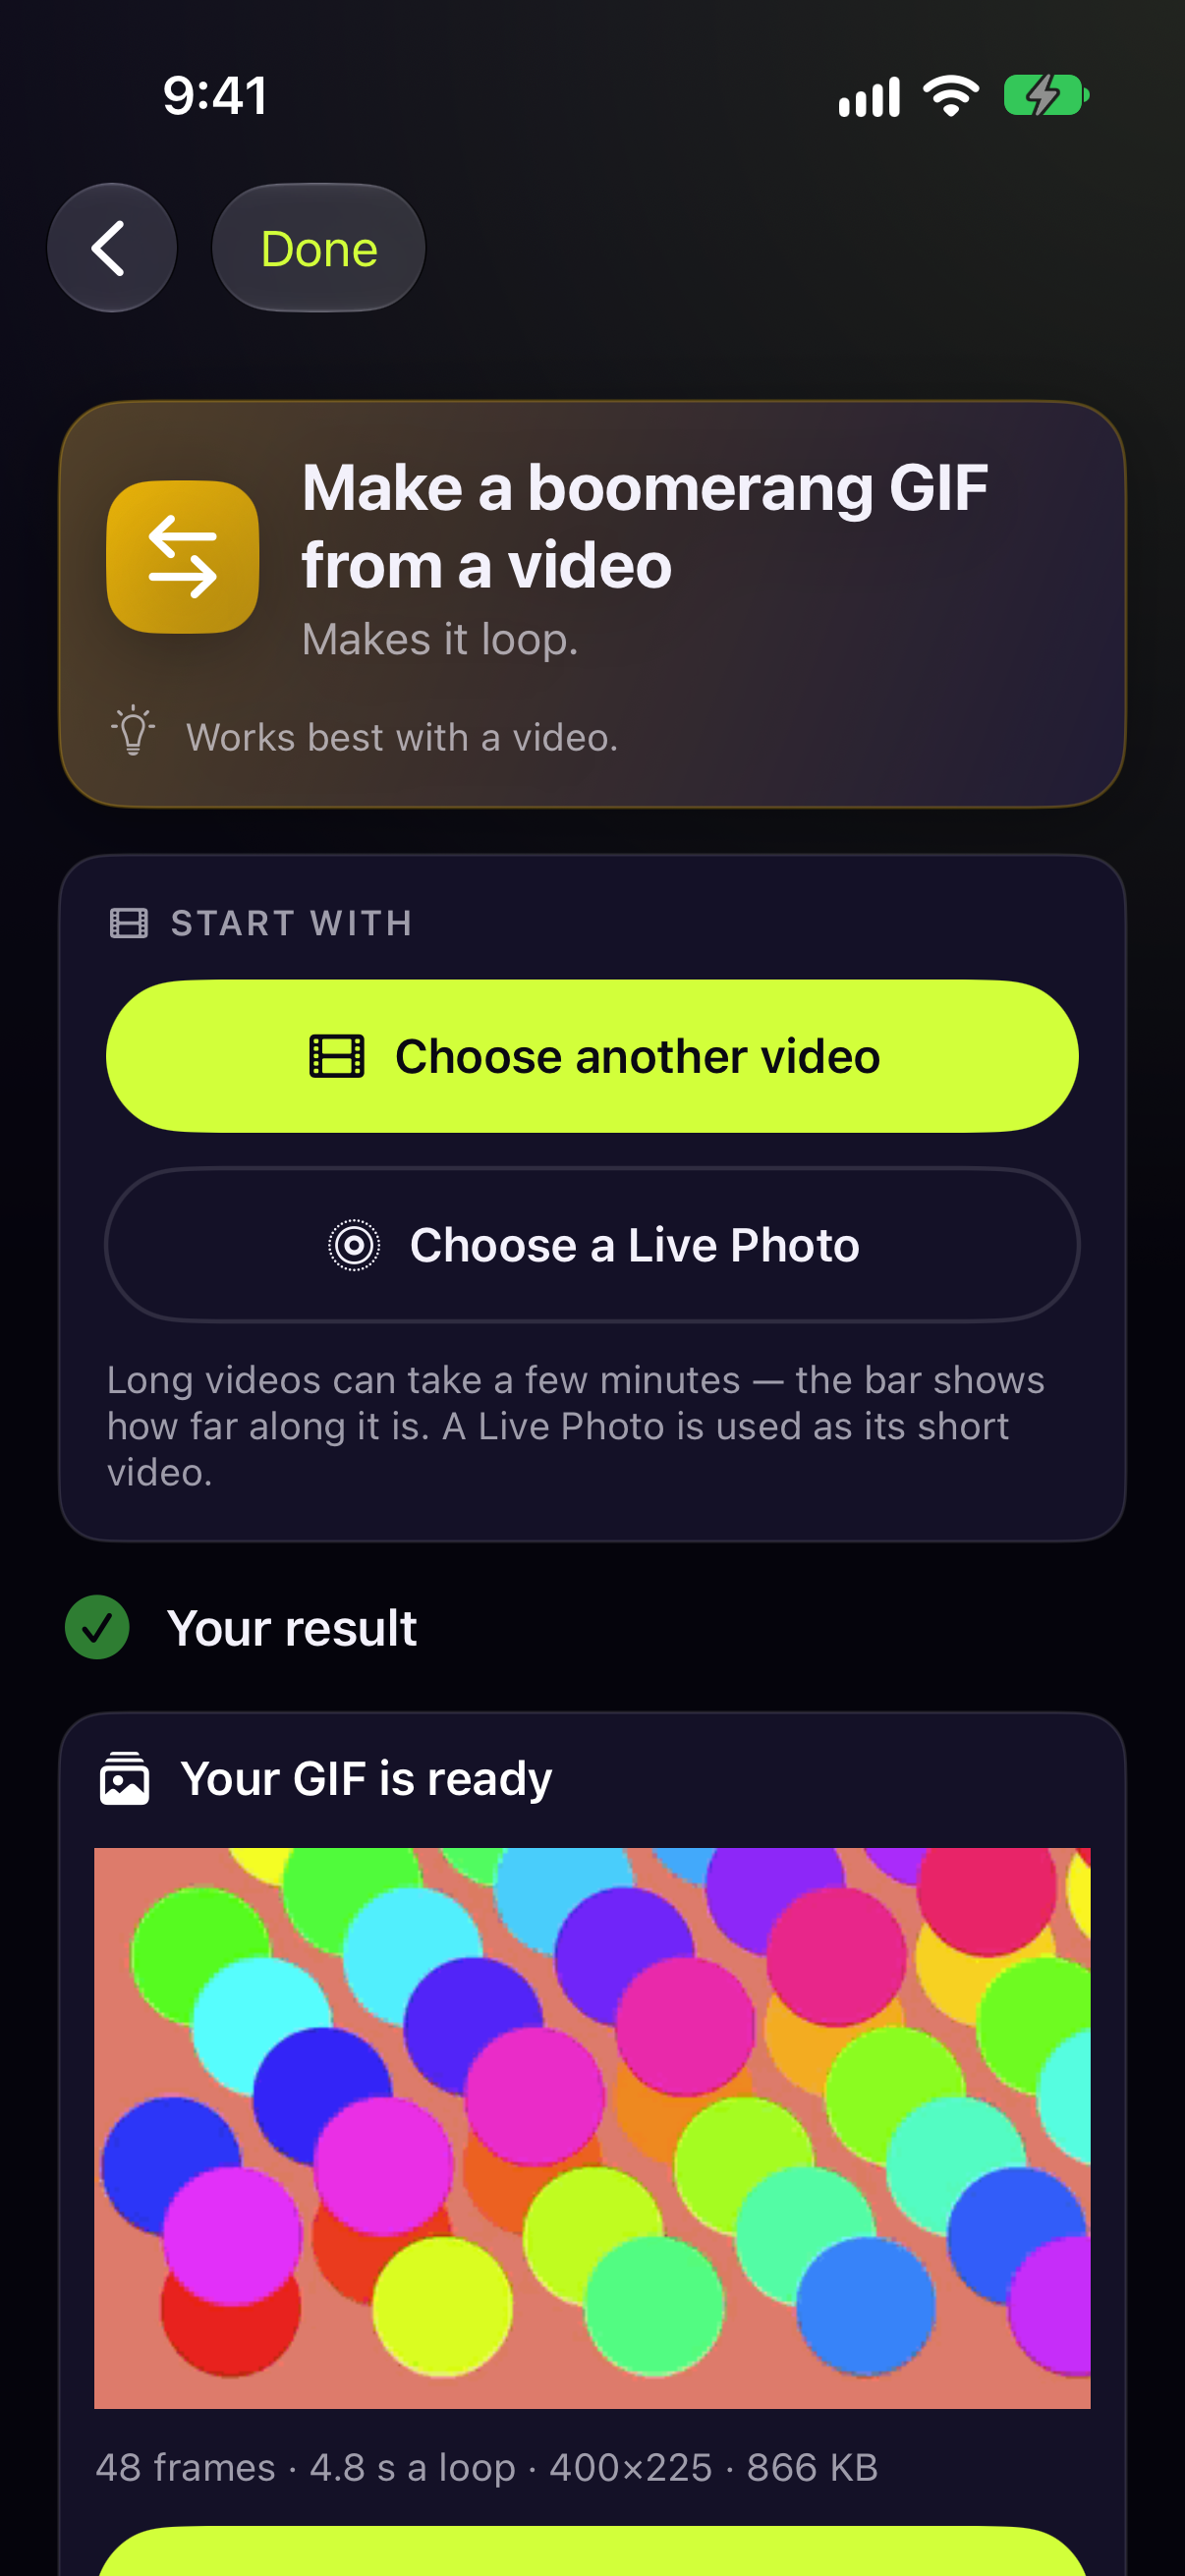 9:41
Done
Make a boomerang GIF
from a video
Makes it loop.
Works best with a video.
START WITH
Choose another video
Choose a Live Photo
Long videos can take a few minutes — the bar shows
how far along it is. A Live Photo is used as its short
video.
Your result
Your GIF is ready
48 frames · 4.8 s a loop · 400×225 · 866 KB